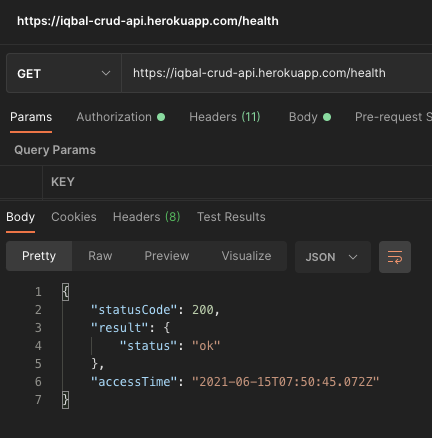 https://iqbal-crud-api.herokuapp.com/health
GET https://iqbal-crud-api.herokuapp.com/health
Params Authorization Headers (11) Body Pre-request S
Query Params
KEY
Body Cookies Headers (8) Test Results
Pretty Raw Preview Visualize JSON
1 {
2 "statusCode": 200,
3 "result": {
4 "status": "ok"
5 },
6 "accessTime": "2021-06-15T07:50:45.072Z"
7 }